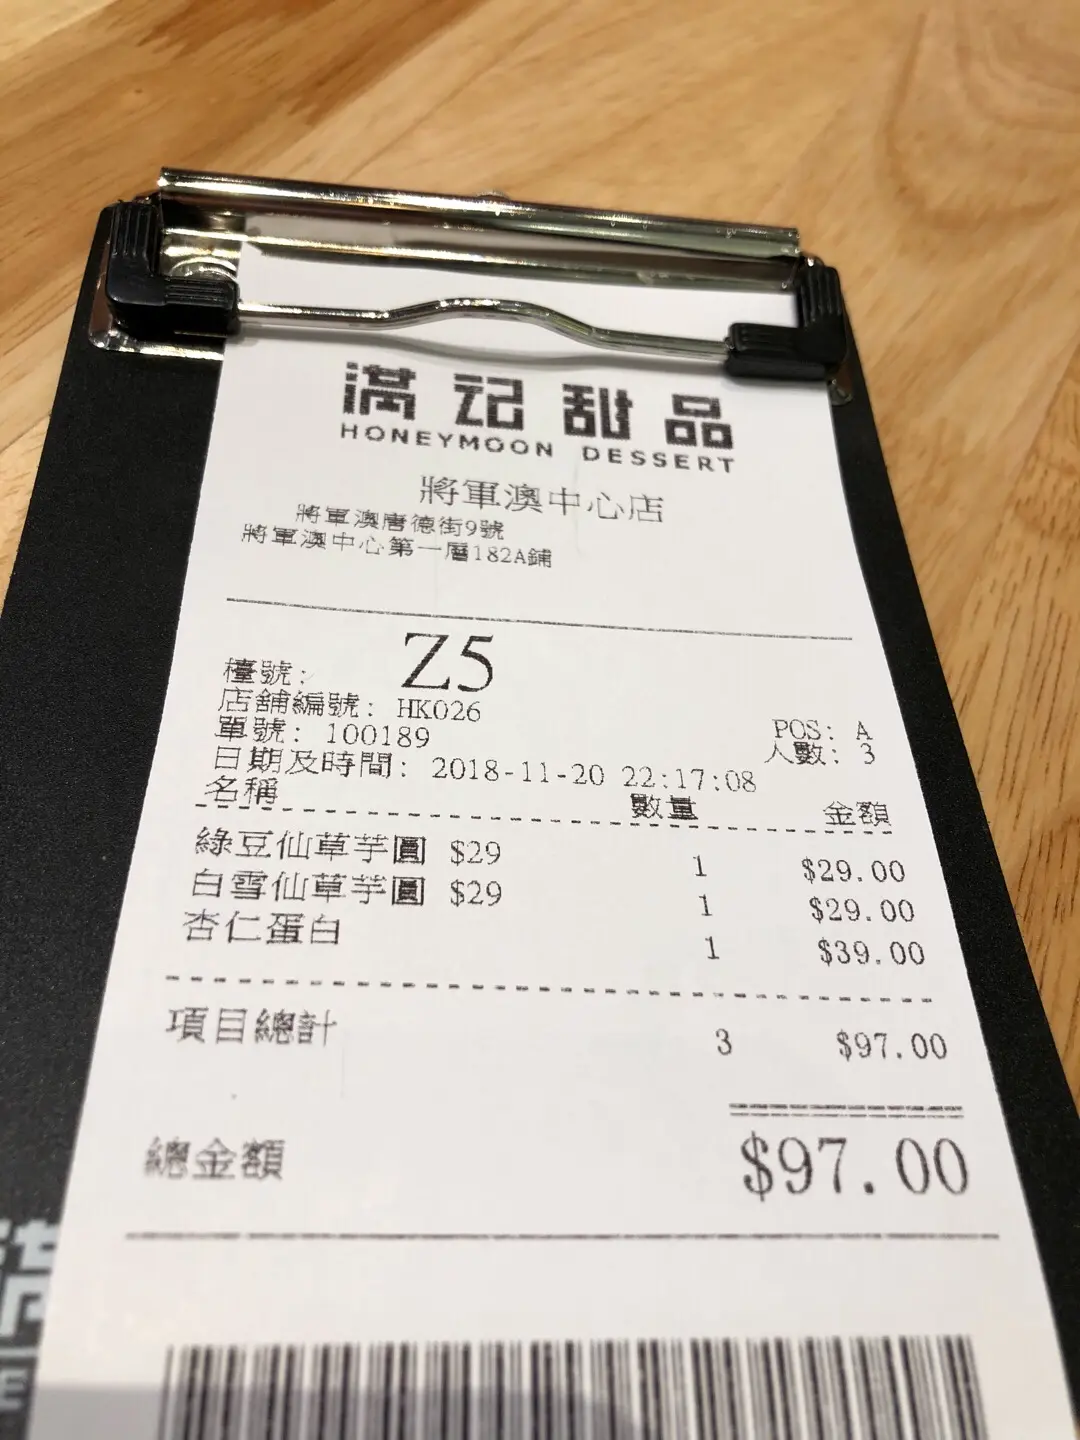 滿記甜品
HONEYMOON DESSERT
將軍澳中心店
將軍澳唐德街9號
將軍澳中心第一層182A鋪
檯號: Z5
店舖編號: HK026
單號: 100189 POS: A
日期及時間: 2018-11-20 22:17:08 人數: 3
名稱 數量 金額
綠豆仙草芋圓 $29 1 $29.00
白雪仙草芋圓 $29 1 $29.00
杏仁蛋白 1 $39.00
項目總計 3 $97.00
總金額 $97.00